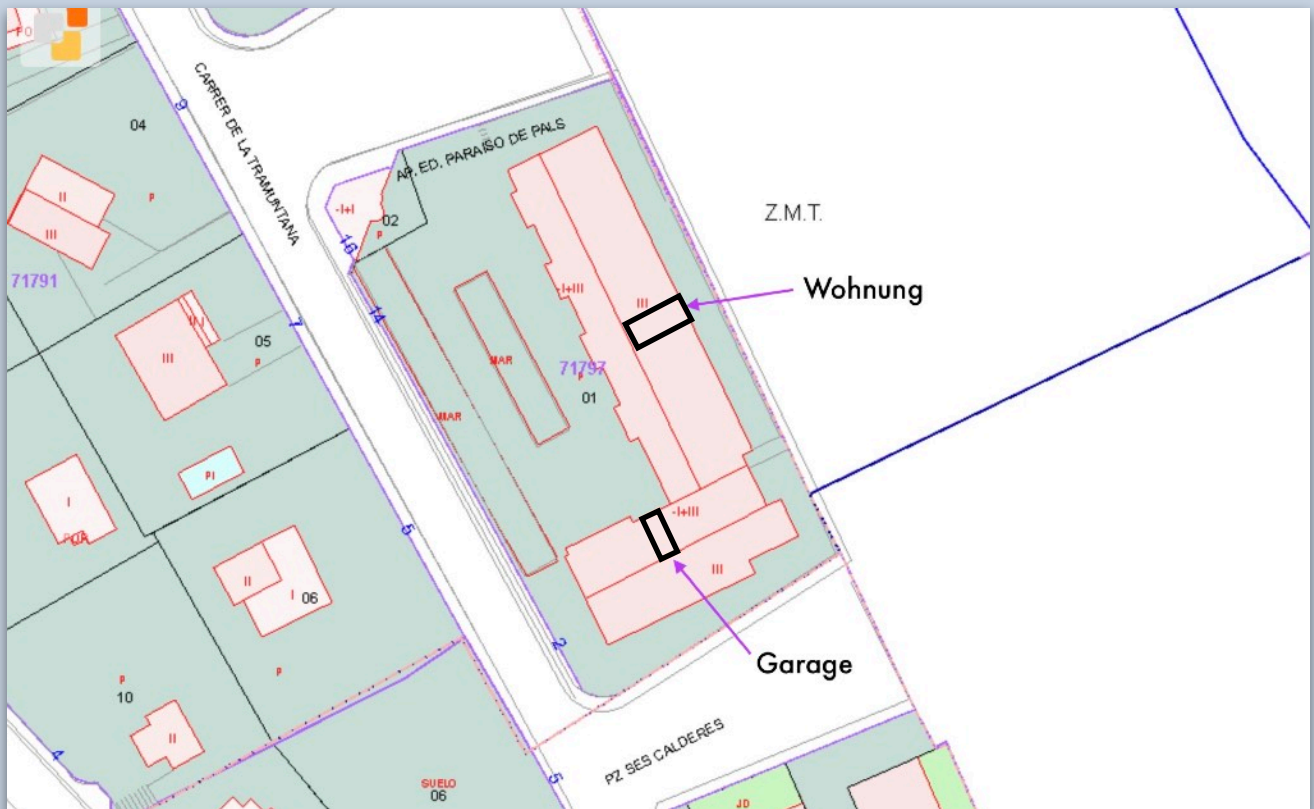 PO
9
CARRER DE LA TRAMUNTANA
04
P
AP. ED. PARAISO DE PALS
II
III
-I+I
02
P
16
Z.M.T.
71791
14
-I+III
III
Wohnung
7
05
P
III
MAR
71797
P
01
MAR
PI
I
5
-I+III
II
I
06
III
2
Garage
P
P
10
II
4
PZ SES CALDERES
SUELO
06
5
JD